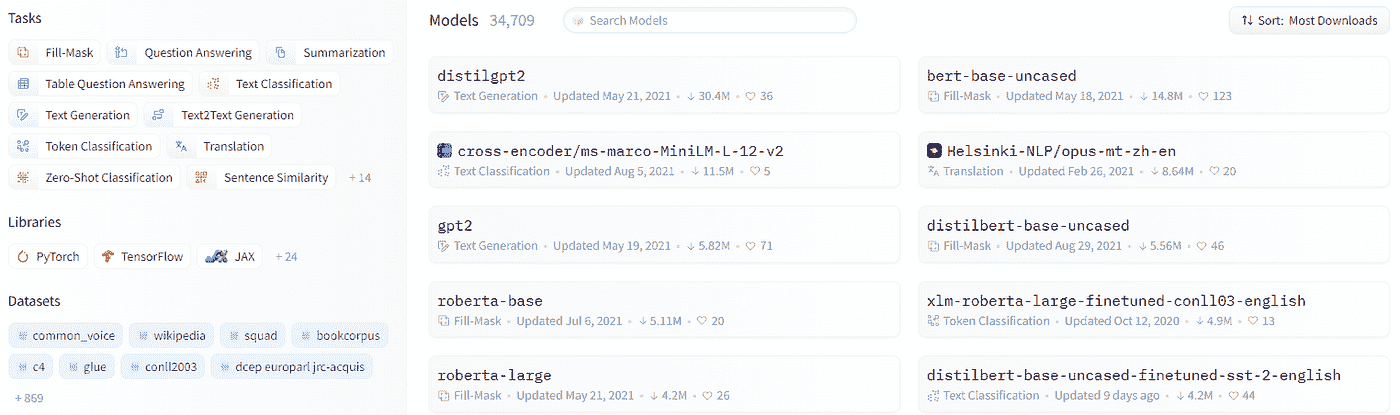 Tasks
Fill-Mask Question Answering Summarization
Table Question Answering Text Classification
Text Generation Text2Text Generation
Token Classification Translation
Zero-Shot Classification Sentence Similarity + 14
Libraries
PyTorch TensorFlow JAX + 24
Datasets
common_voice wikipedia squad bookcorpus
c4 glue conll2003 dcep europarl jrc-acquis
+ 869
Models 34,709 Search Models Sort: Most Downloads
distilgpt2
Text Generation • Updated May 21, 2021 • ↓ 30.4M • ♡ 36
bert-base-uncased
Fill-Mask • Updated May 18, 2021 • ↓ 14.8M • ♡ 123
cross-encoder/ms-marco-MiniLM-L-12-v2
Text Classification • Updated Aug 5, 2021 • ↓ 11.5M • ♡ 5
Helsinki-NLP/opus-mt-zh-en
Translation • Updated Feb 26, 2021 • ↓ 8.64M • ♡ 20
gpt2
Text Generation • Updated May 19, 2021 • ↓ 5.82M • ♡ 71
distilbert-base-uncased
Fill-Mask • Updated Aug 29, 2021 • ↓ 5.56M • ♡ 46
roberta-base
Fill-Mask • Updated Jul 6, 2021 • ↓ 5.11M • ♡ 20
xlm-roberta-large-finetuned-conll03-english
Token Classification • Updated Oct 12, 2020 • ↓ 4.9M • ♡ 13
roberta-large
Fill-Mask • Updated May 21, 2021 • ↓ 4.2M • ♡ 26
distilbert-base-uncased-finetuned-sst-2-english
Text Classification • Updated 9 days ago • ↓ 4.2M • ♡ 44